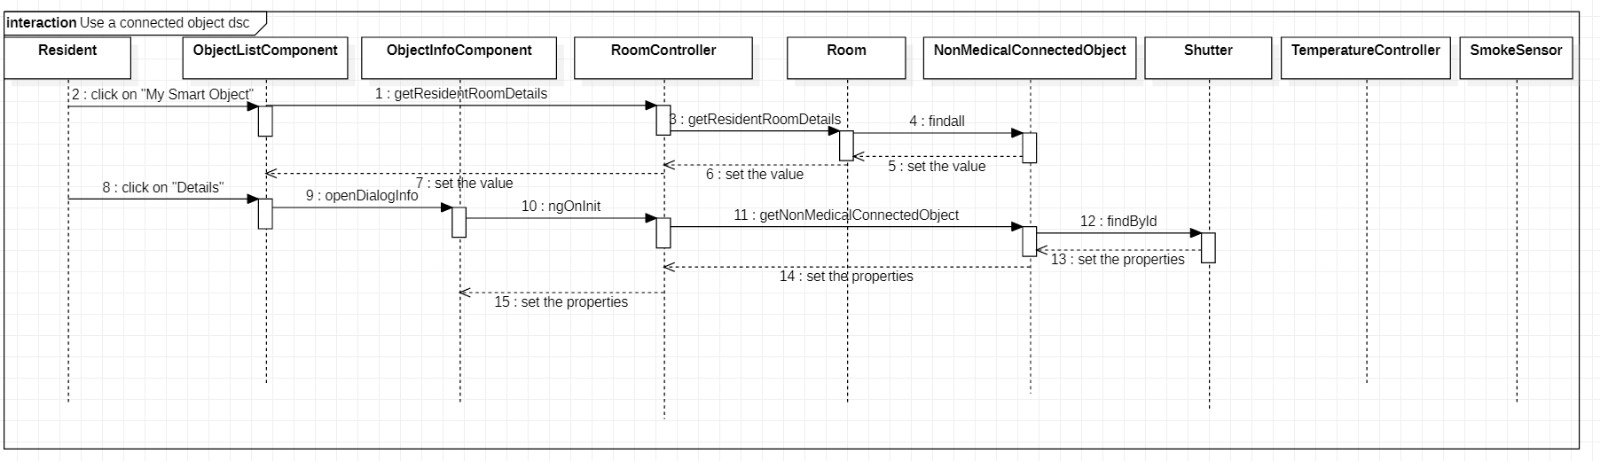 interaction Use a connected object dsc
Resident
ObjectListComponent
ObjectInfoComponent
RoomController
Room
NonMedicalConnectedObject
Shutter
TemperatureController
SmokeSensor
2 : click on "My Smart Object"
1 : getResidentRoomDetails
3 : getResidentRoomDetails
4 : findall
5 : set the value
6 : set the value
7 : set the value
8 : click on "Details"
9 : openDialogInfo
10 : ngOnInit
11 : getNonMedicalConnectedObject
12 : findById
13 : set the properties
14 : set the properties
15 : set the properties